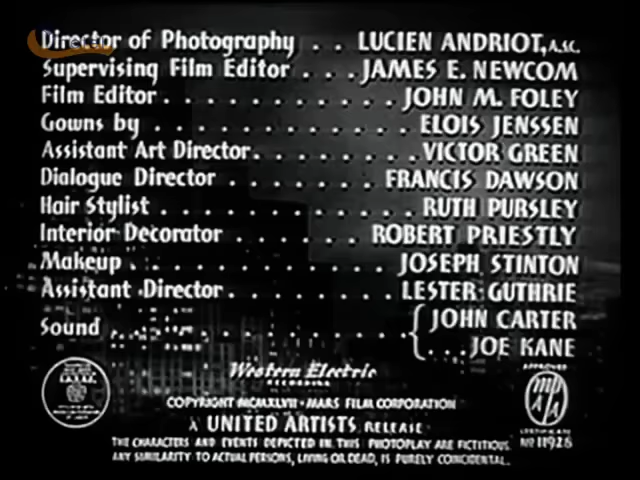 Director of Photography . . LUCIEN ANDRIOT, A.SC.
Supervising Film Editor . . . JAMES E. NEWCOM
Film Editor . . . . . . . . . . . JOHN M. FOLEY
Gowns by . . . . . . . . . . . . ELOIS JENSSEN
Assistant Art Director . . . . . . . VICTOR GREEN
Dialogue Director . . . . . . . FRANCIS DAWSON
Hair Stylist . . . . . . . . . . . . RUTH PURSLEY
Interior Decorator . . . . . . ROBERT PRIESTLY
Makeup . . . . . . . . . . . . JOSEPH STINTON
Assistant Director . . . . . . . . LESTER GUTHRIE
Sound . . . . . . . . . . . . . { JOHN CARTER
. . . JOE KANE
Western Electric
RECORDING
APPROVED
MPAA
CERTIFICATE
No 11928
COPYRIGHT MCMXLVII - MARS FILM CORPORATION
A UNITED ARTISTS RELEASE
THE CHARACTERS AND EVENTS DEPICTED IN THIS PHOTOPLAY ARE FICTITIOUS.
ANY SIMILARITY TO ACTUAL PERSONS, LIVING OR DEAD, IS PURELY COINCIDENTAL.